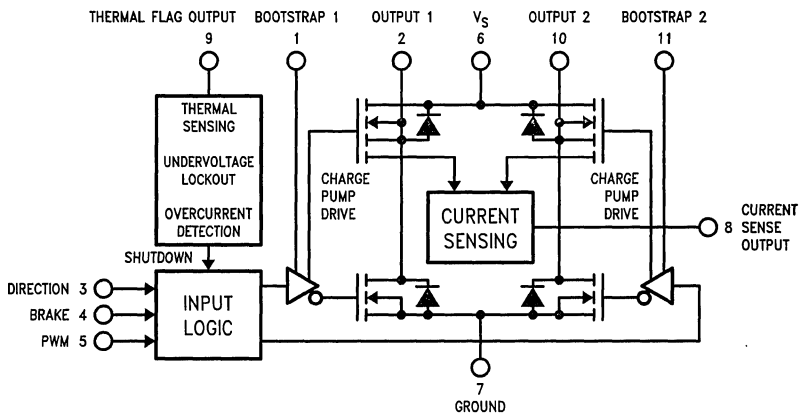 THERMAL FLAG OUTPUT
9
BOOTSTRAP 1
1
OUTPUT 1
2
VS
6
OUTPUT 2
10
BOOTSTRAP 2
11
THERMAL
SENSING
UNDERVOLTAGE
LOCKOUT
OVERCURRENT
DETECTION
SHUTDOWN
CHARGE
PUMP
DRIVE
CURRENT
SENSING
CHARGE
PUMP
DRIVE
8 CURRENT
SENSE
OUTPUT
DIRECTION 3
BRAKE 4
PWM 5
INPUT
LOGIC
7
GROUND